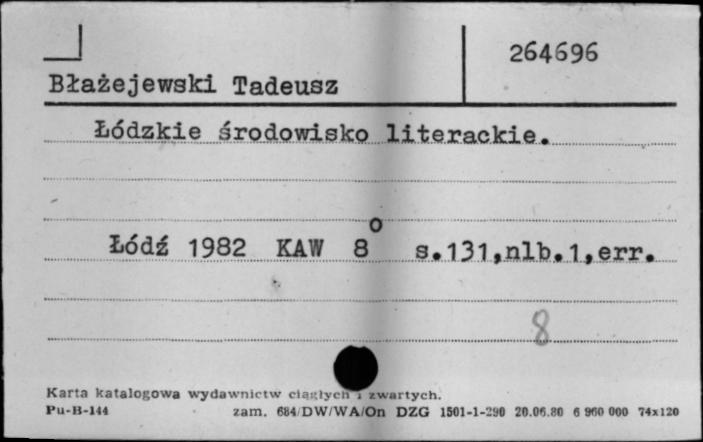 264696
Błażejewski Tadeusz
Łódzkie środowisko literackie.
Łódź 1982 KAW 8° s.131,nlb.1,err.
8
Karta katalogowa wydawnictw ciągłych i zwartych.
Pu-B-144 zam. 684/DW/WA/On DZG 1501-1-290 20.06.80 6 960 000 74x120